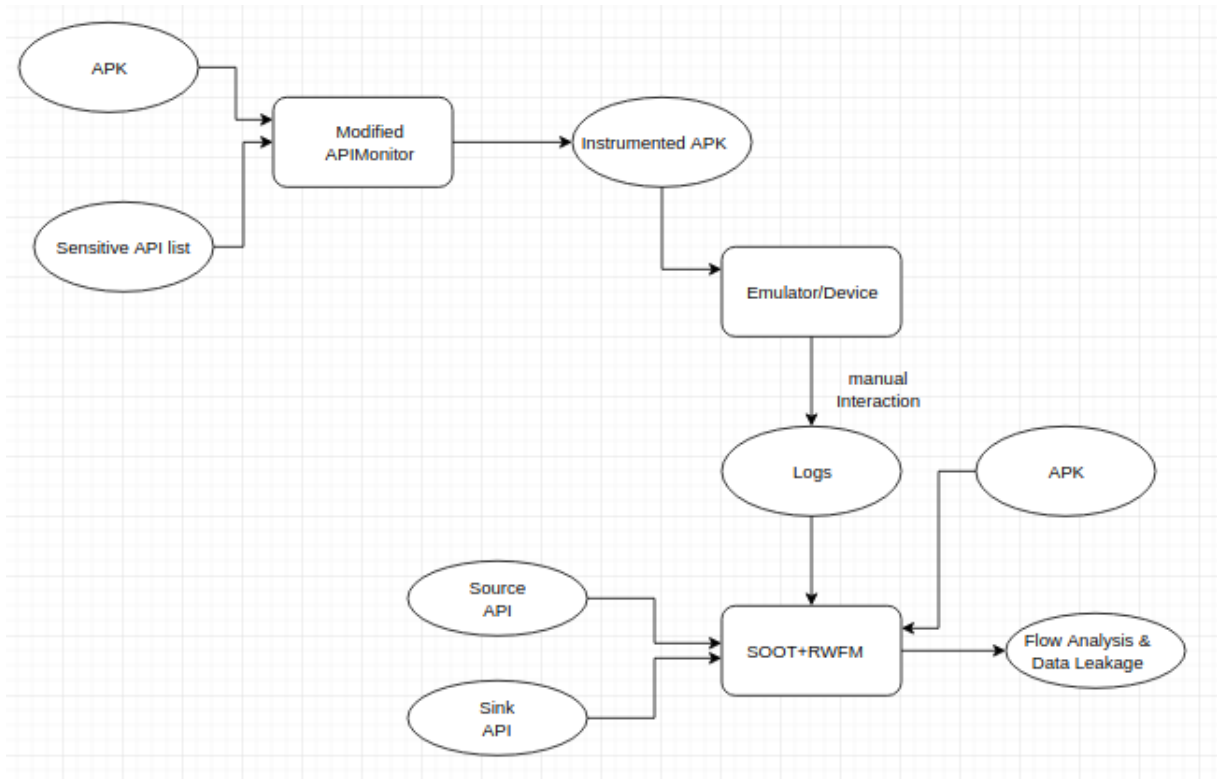 APK
Modified
APIMonitor
Instrumented APK
Sensitive API list
Emulator/Device
manual
Interaction
Logs
APK
Source
API
SOOT+RWFM
Flow Analysis &
Data Leakage
Sink
API